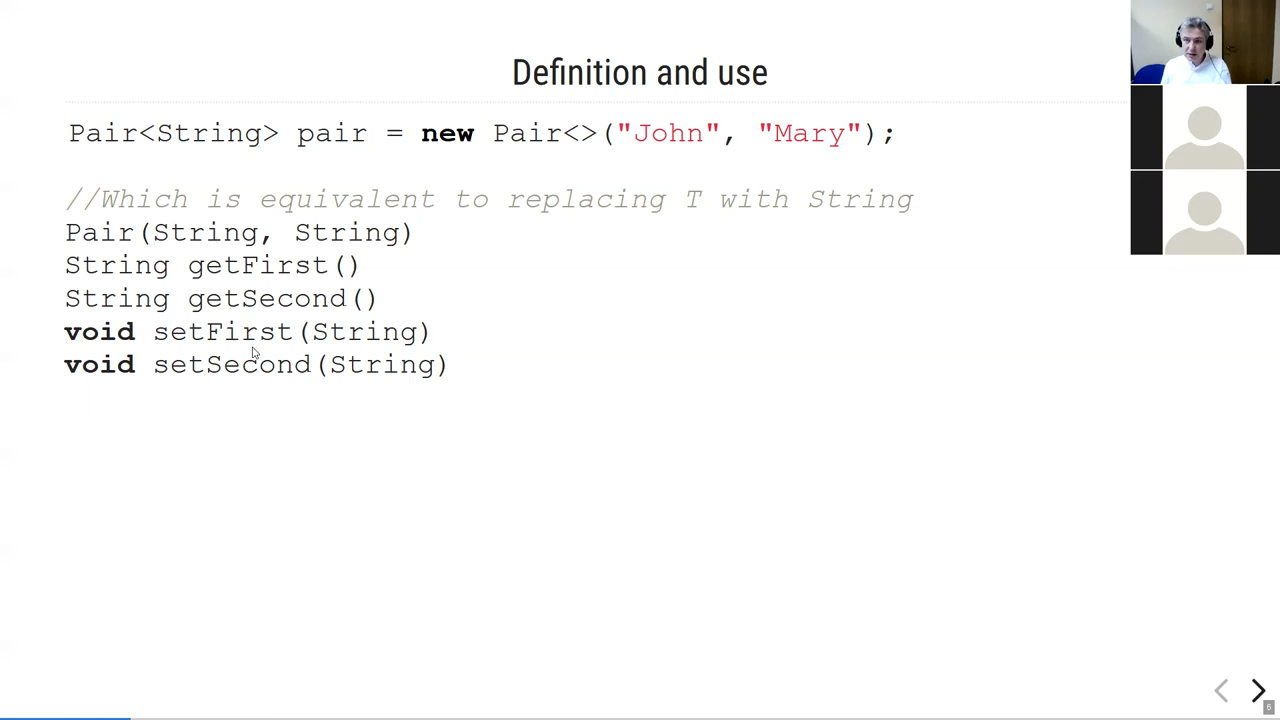 Definition and use
Pair<String> pair = new Pair<>("John", "Mary");
//Which is equivalent to replacing T with String
Pair(String, String)
String getFirst()
String getSecond()
void setFirst(String)
void setSecond(String)
6